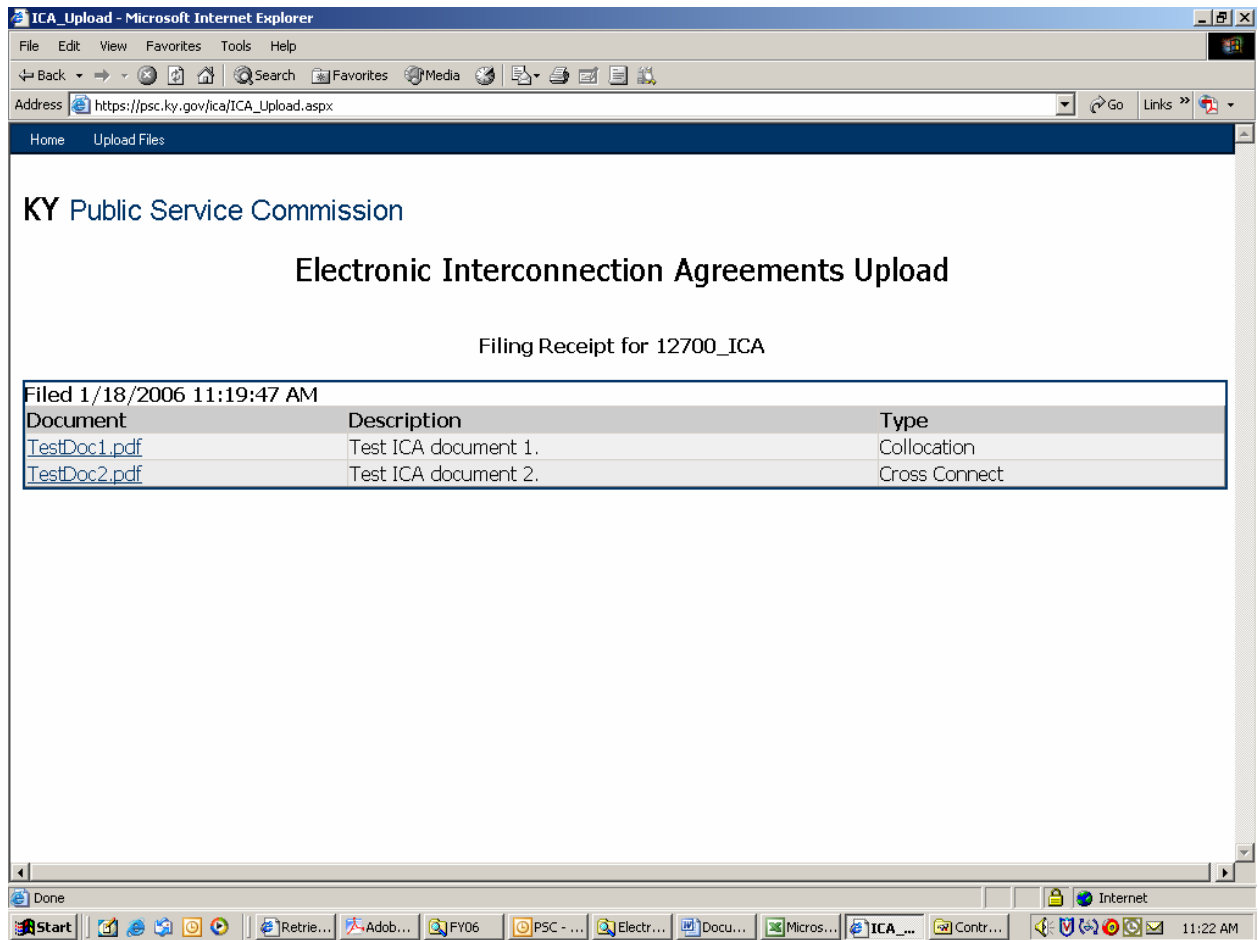 ICA_Upload - Microsoft Internet Explorer
File Edit View Favorites Tools Help
Back Search Favorites Media
Address https://psc.ky.gov/ica/ICA_Upload.aspx Go Links »
Home Upload Files
KY Public Service Commission
Electronic Interconnection Agreements Upload
Filing Receipt for 12700_ICA
Filed 1/18/2006 11:19:47 AM
Document Description Type
TestDoc1.pdf Test ICA document 1. Collocation
TestDoc2.pdf Test ICA document 2. Cross Connect
Done Internet
Start Retrie... Adob... FY06 PSC - ... Electr... Docu... Micros... ICA_... Contr... 11:22 AM